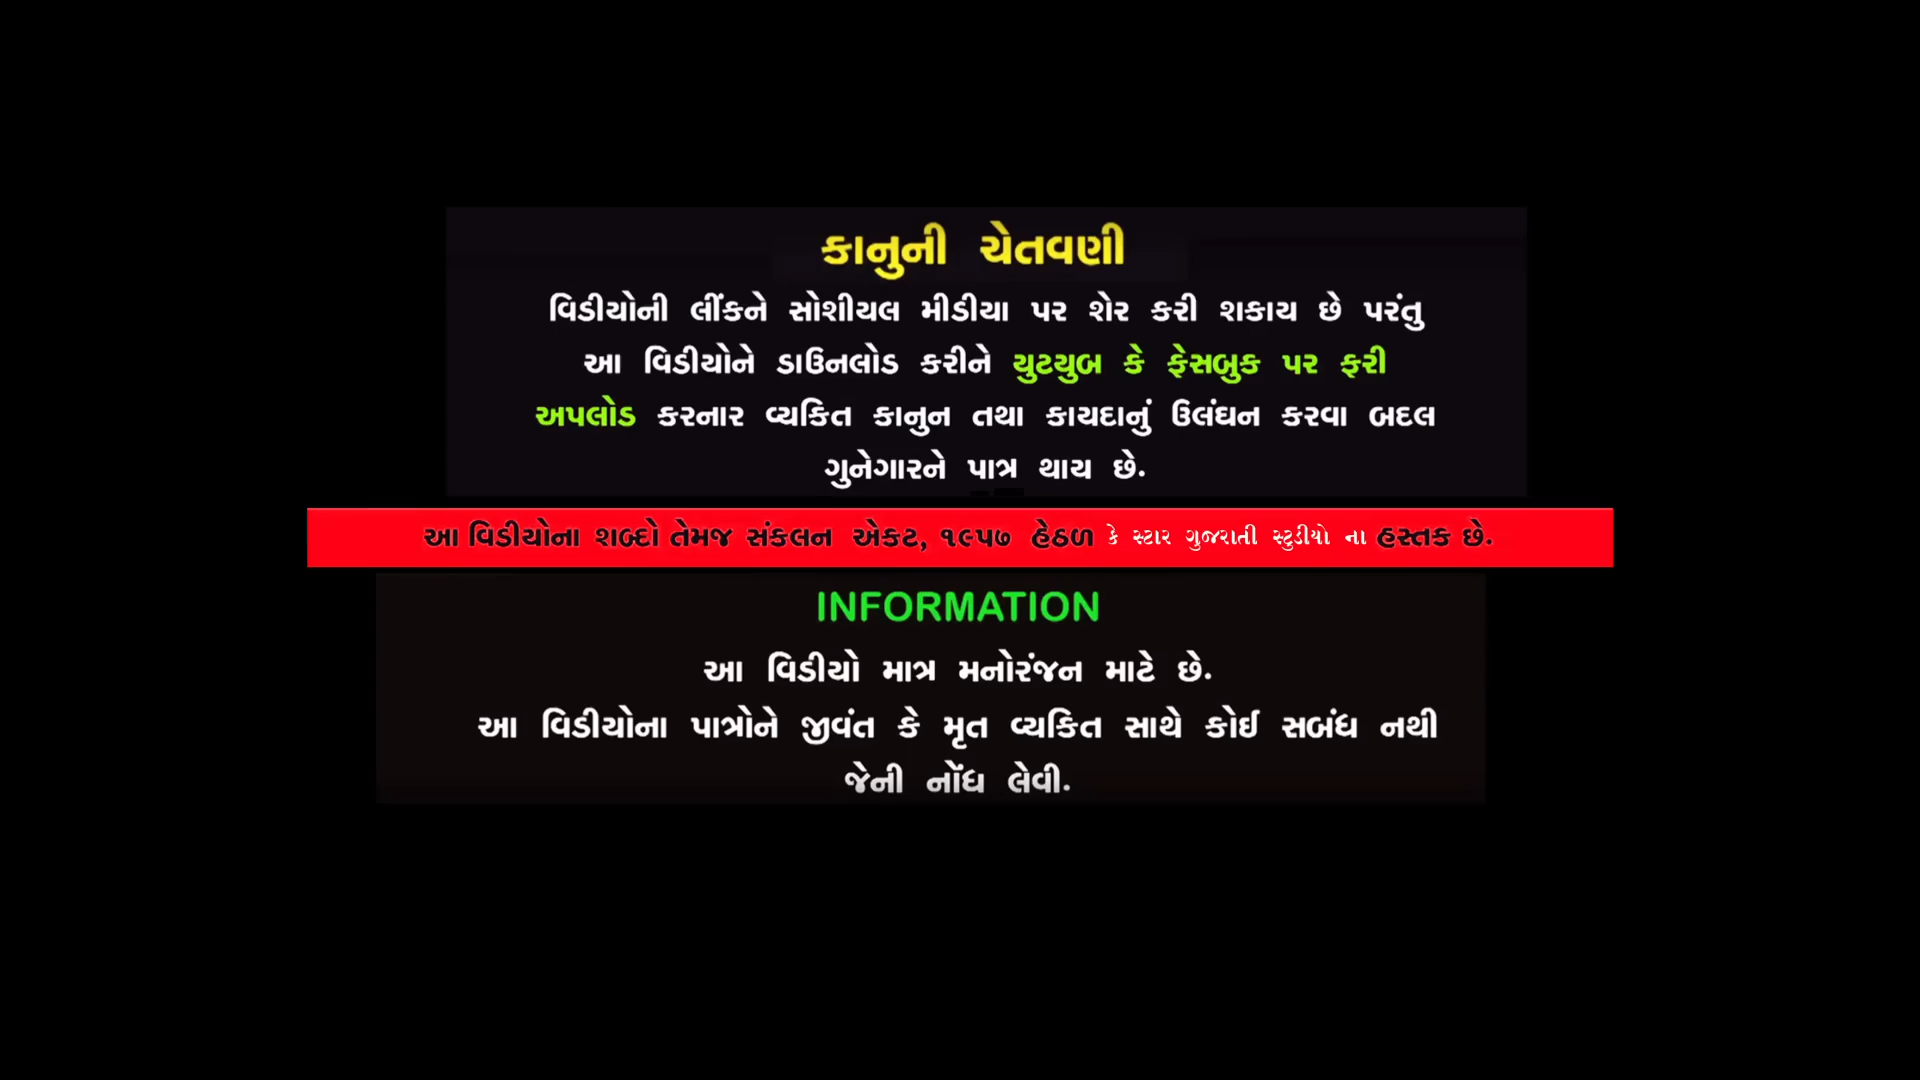 કાનુની ચેતવણી
વિડીયોની લીંકને સોશીયલ મીડીયા પર શેર કરી શકાય છે પરંતુ
આ વિડીયોને ડાઉનલોડ કરીને યુટયુબ કે ફેસબુક પર ફરી
અપલોડ કરનાર વ્યકિત કાનુન તથા કાયદાનું ઉલંઘન કરવા બદલ
ગુનેગારને પાત્ર થાય છે.
આ વિડીયોના શબ્દો તેમજ સંકલન એકટ, ૧૯૫૭ હેઠળ કે સ્ટાર ગુજરાતી સ્ટુડીયો ના હસ્તક છે.
INFORMATION
આ વિડીયો માત્ર મનોરંજન માટે છે.
આ વિડીયોના પાત્રોને જીવંત કે મૃત વ્યકિત સાથે કોઈ સબંધ નથી
જેની નોંધ લેવી.